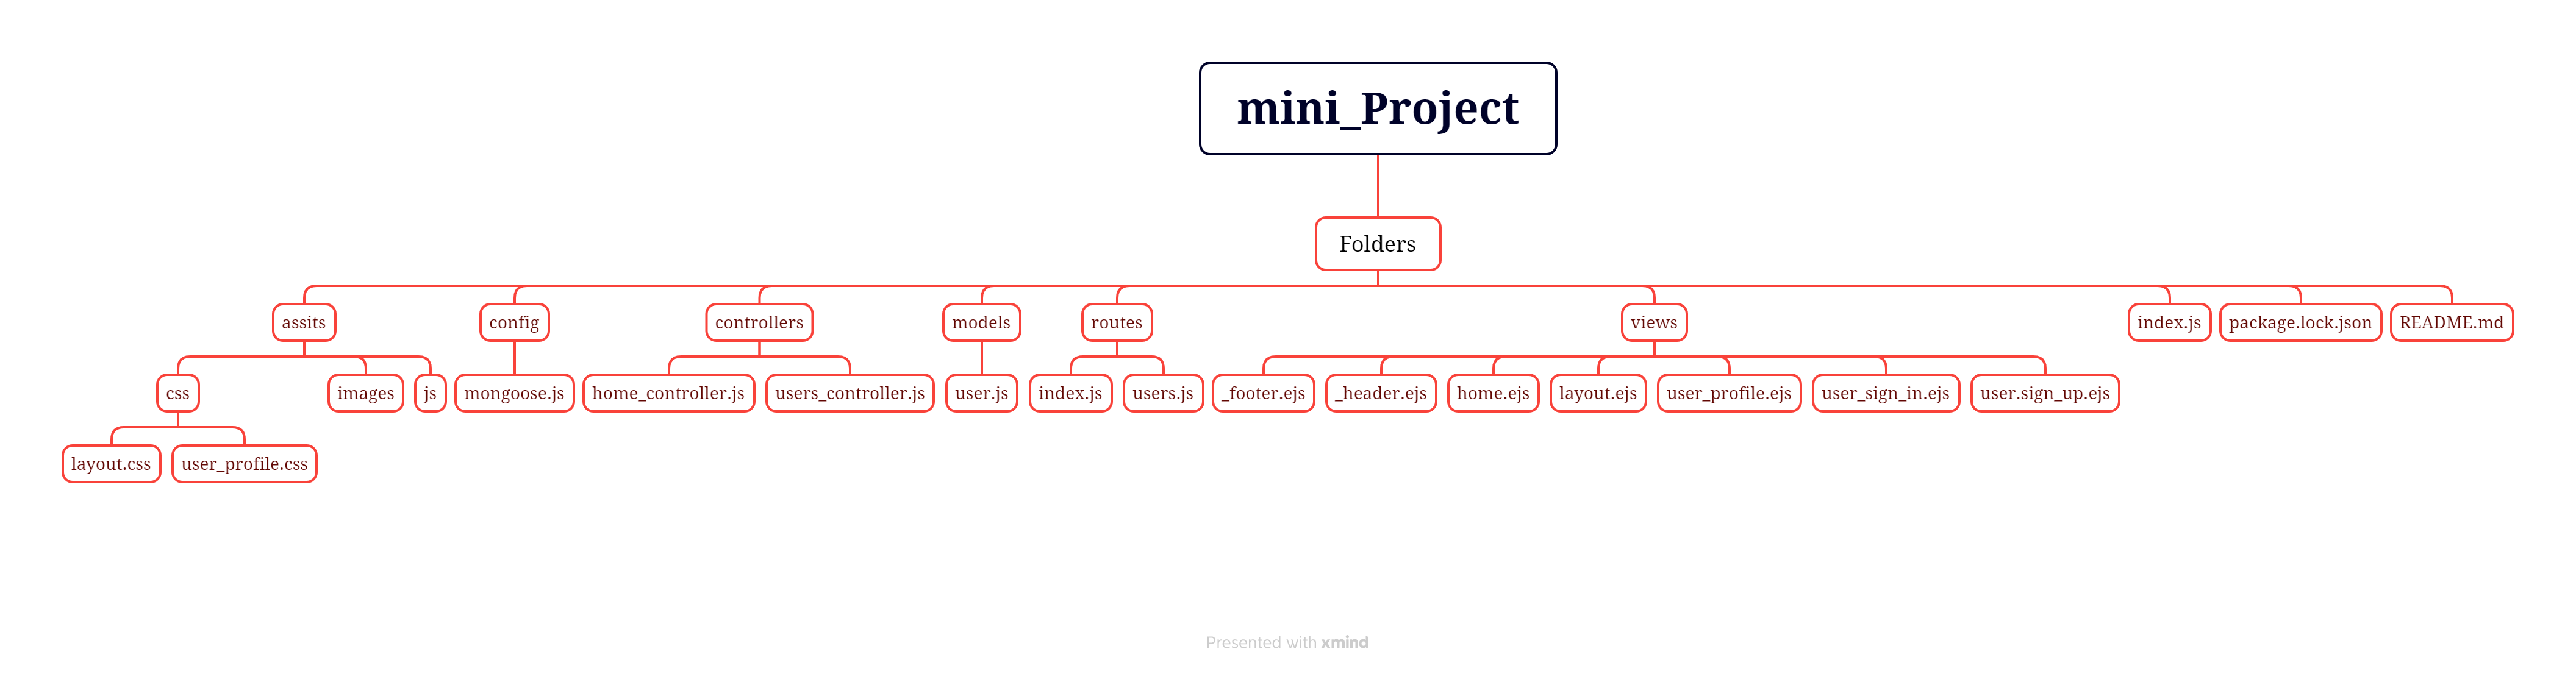 mini_Project
Folders
assits
config
controllers
models
routes
views
index.js
package.lock.json
README.md
css
images
js
mongoose.js
home_controller.js
users_controller.js
user.js
index.js
users.js
_footer.ejs
_header.ejs
home.ejs
layout.ejs
user_profile.ejs
user_sign_in.ejs
user.sign_up.ejs
layout.css
user_profile.css
Presented with xmind